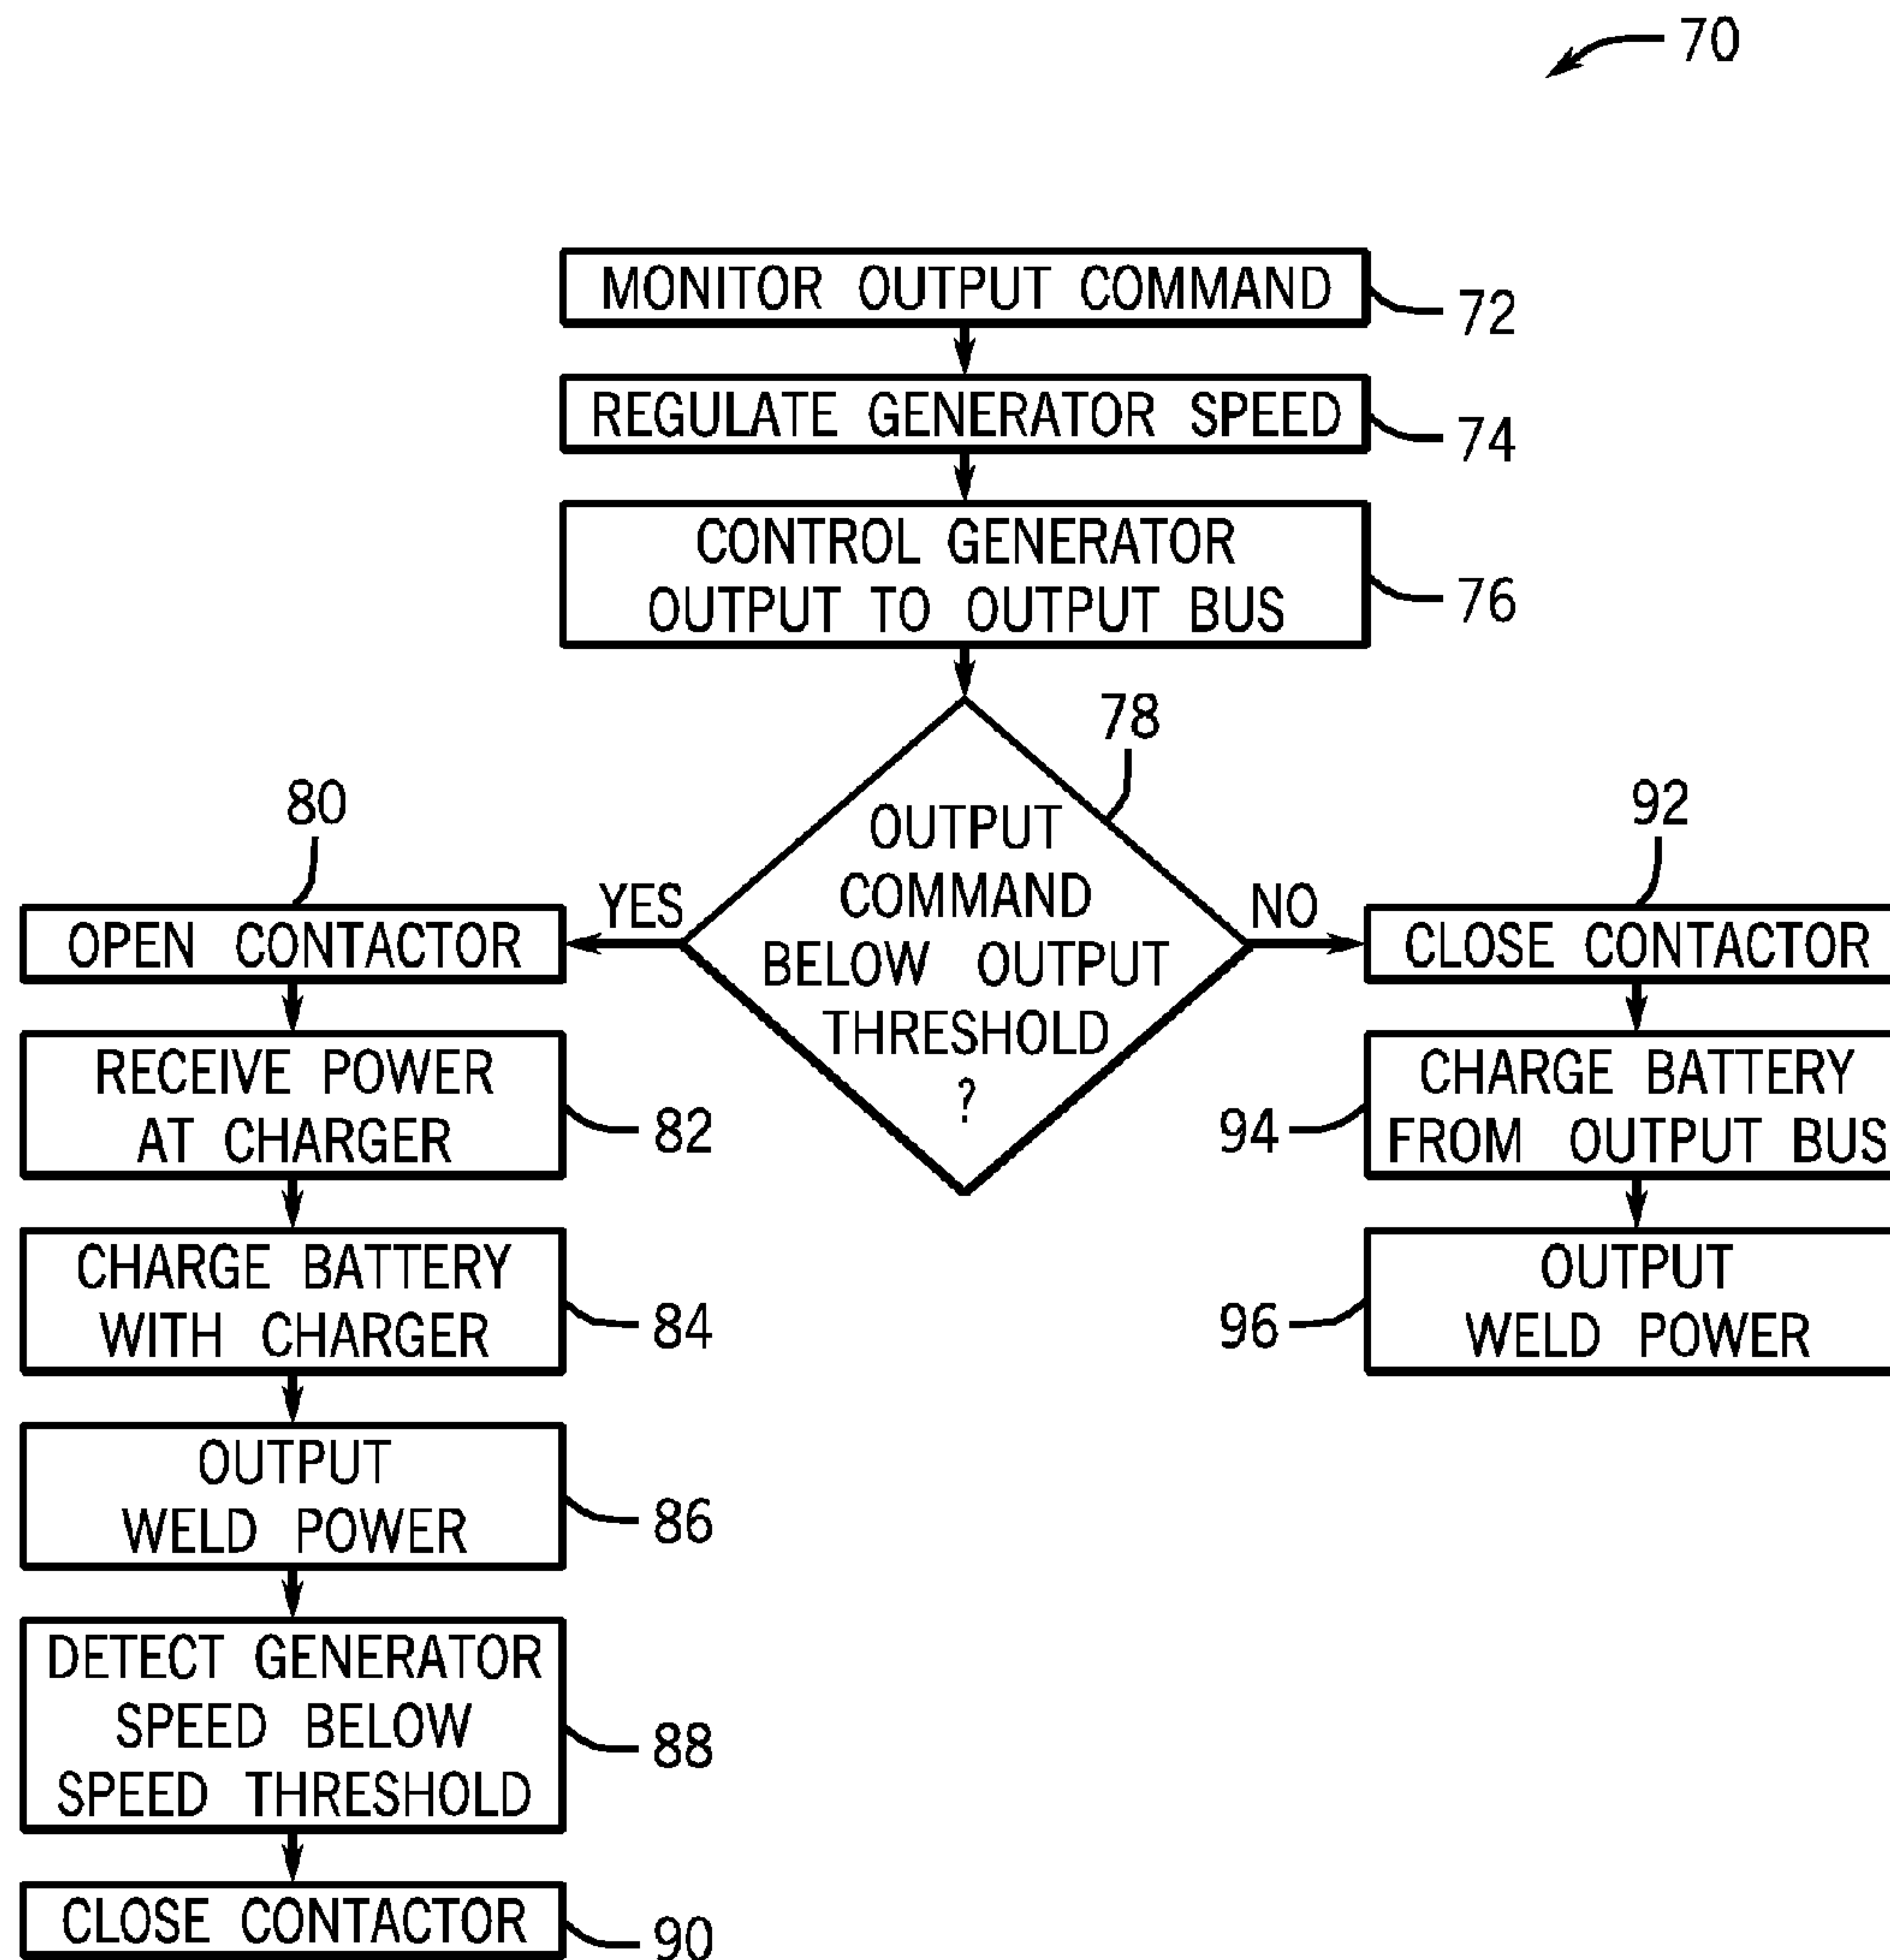 70
MONITOR OUTPUT COMMAND
72
REGULATE GENERATOR SPEED
74
CONTROL GENERATOR
OUTPUT TO OUTPUT BUS
76
78
OUTPUT
COMMAND
BELOW OUTPUT
THRESHOLD
?
YES
NO
80
OPEN CONTACTOR
RECEIVE POWER
AT CHARGER
82
CHARGE BATTERY
WITH CHARGER
84
OUTPUT
WELD POWER
86
DETECT GENERATOR
SPEED BELOW
SPEED THRESHOLD
88
CLOSE CONTACTOR
90
92
CLOSE CONTACTOR
CHARGE BATTERY
FROM OUTPUT BUS
94
OUTPUT
WELD POWER
96